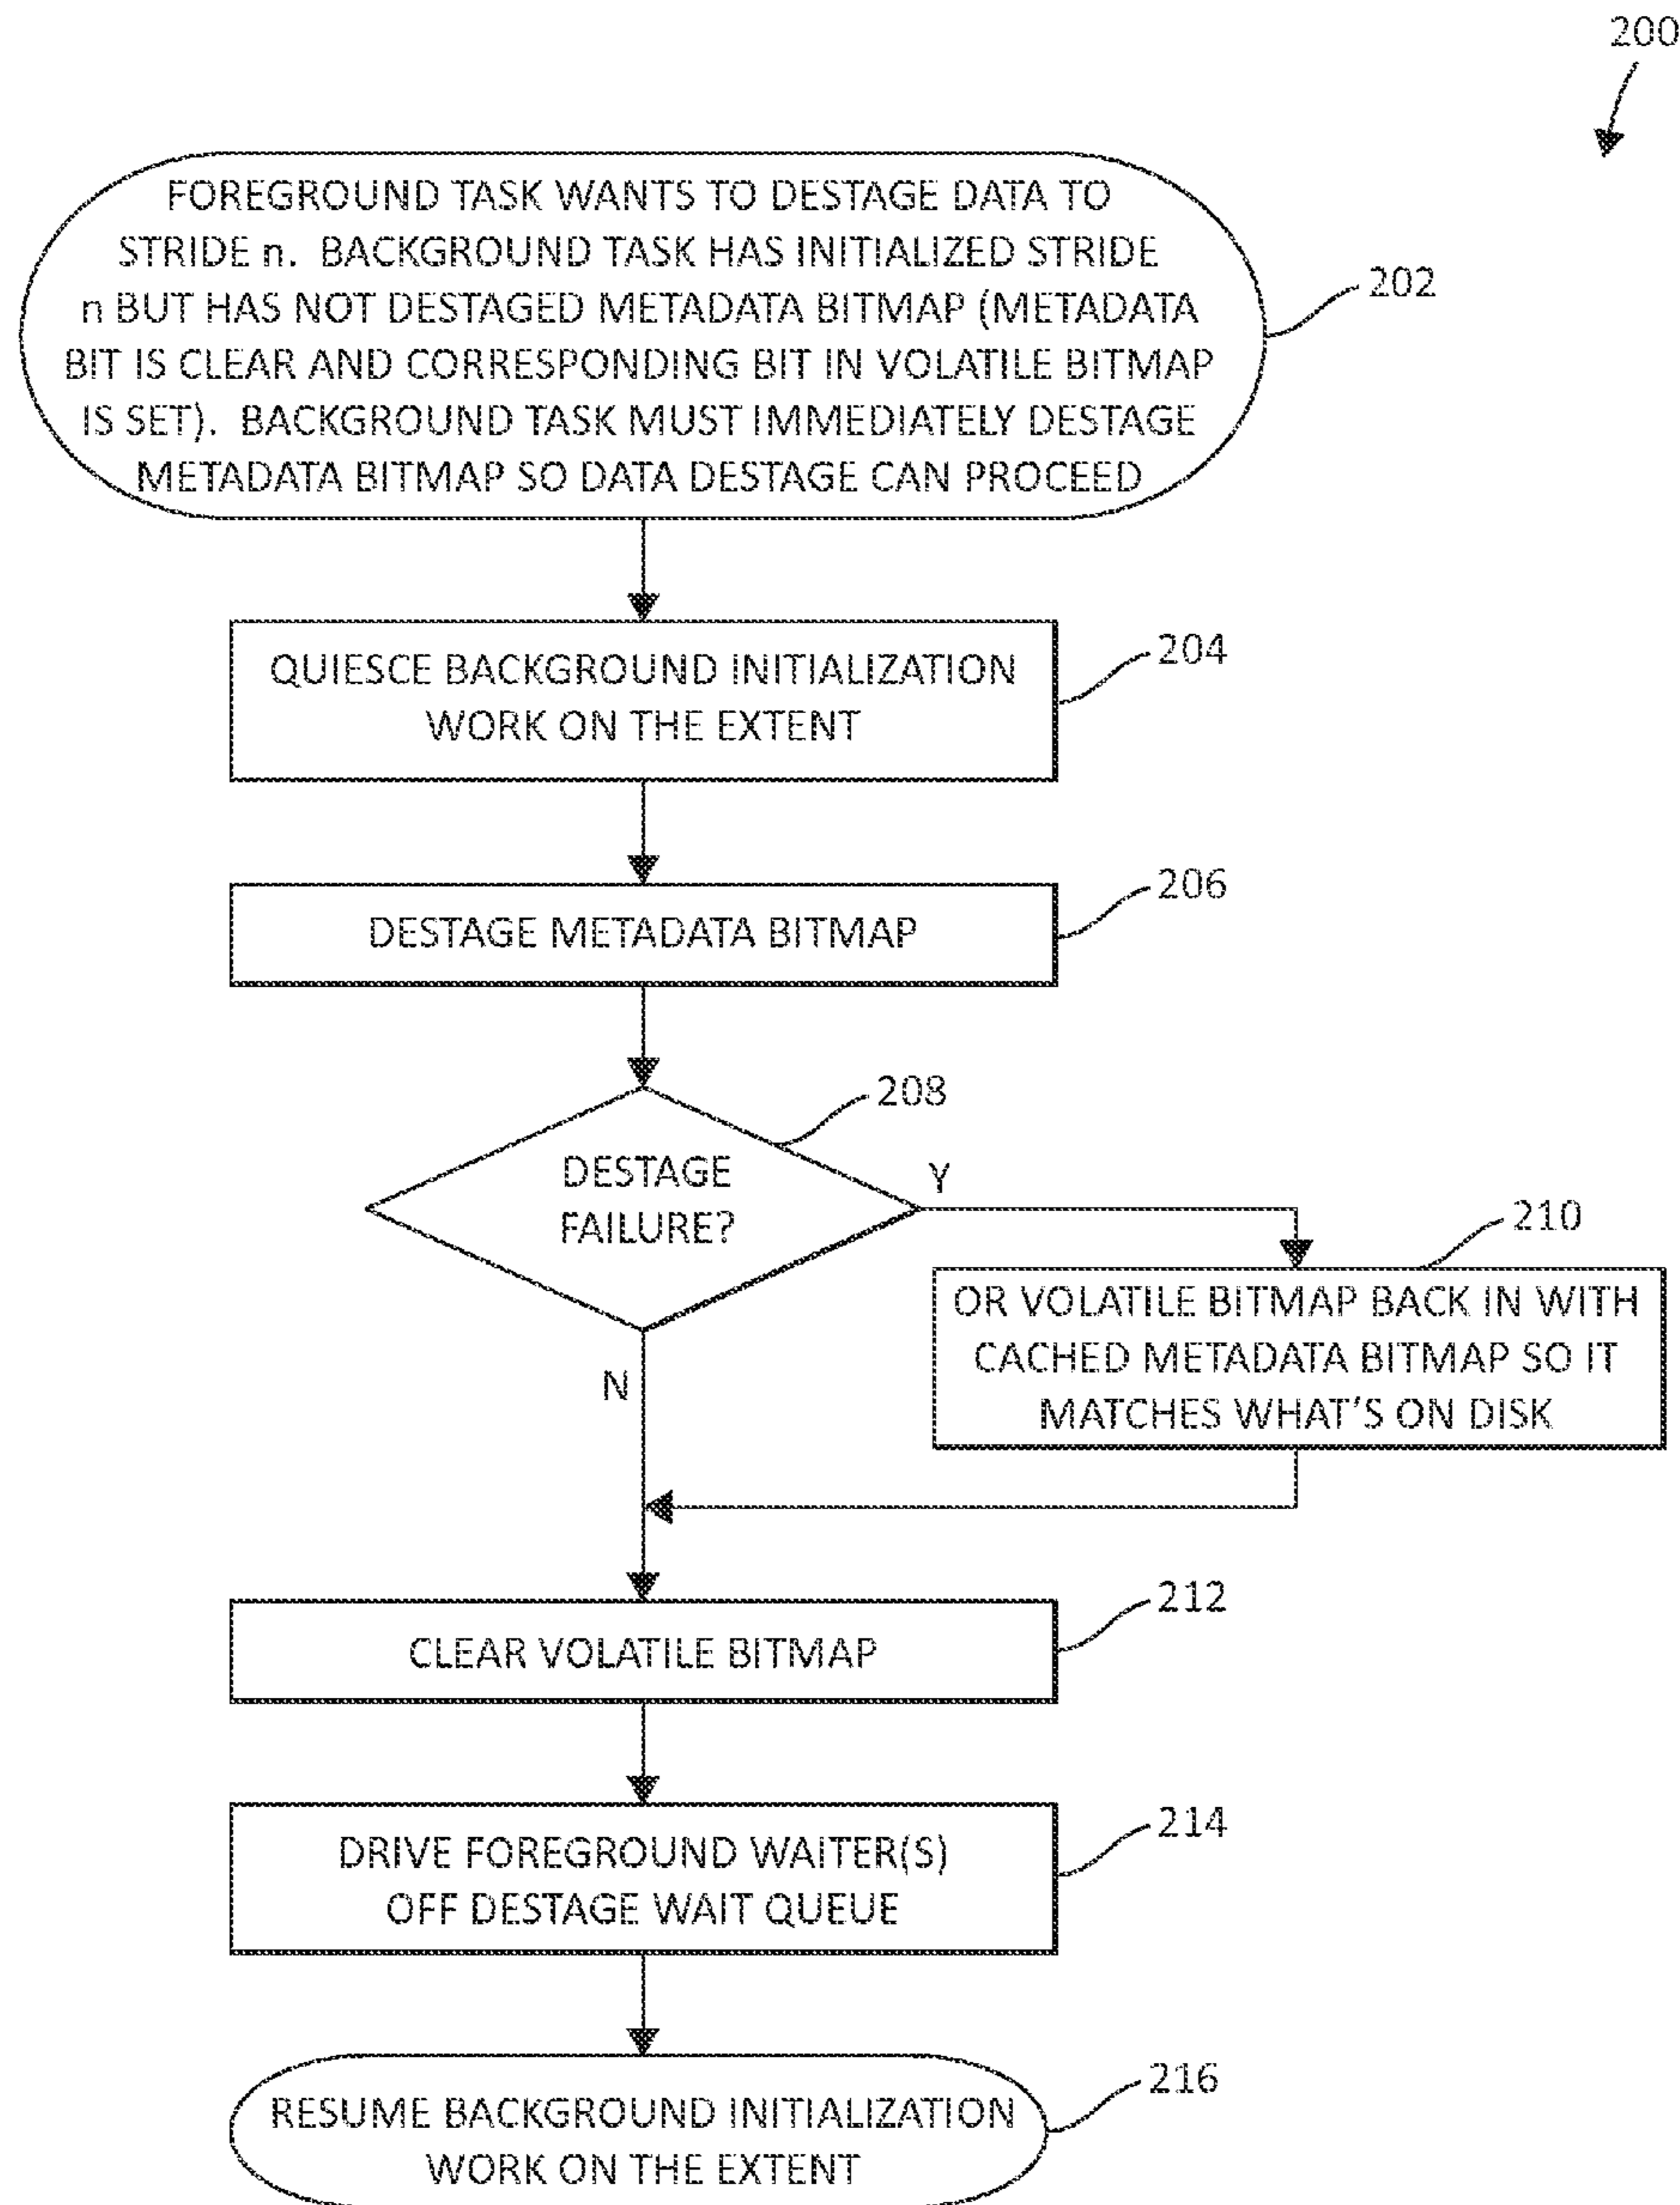 200
FOREGROUND TASK WANTS TO DESTAGE DATA TO
STRIDE n. BACKGROUND TASK HAS INITIALIZED STRIDE
n BUT HAS NOT DESTAGED METADATA BITMAP (METADATA
BIT IS CLEAR AND CORRESPONDING BIT IN VOLATILE BITMAP
IS SET). BACKGROUND TASK MUST IMMEDIATELY DESTAGE
METADATA BITMAP SO DATA DESTAGE CAN PROCEED
202
QUIESCE BACKGROUND INITIALIZATION
WORK ON THE EXTENT
204
DESTAGE METADATA BITMAP
206
DESTAGE
FAILURE?
208
Y
N
OR VOLATILE BITMAP BACK IN WITH
CACHED METADATA BITMAP SO IT
MATCHES WHAT'S ON DISK
210
CLEAR VOLATILE BITMAP
212
DRIVE FOREGROUND WAITER(S)
OFF DESTAGE WAIT QUEUE
214
RESUME BACKGROUND INITIALIZATION
WORK ON THE EXTENT
216